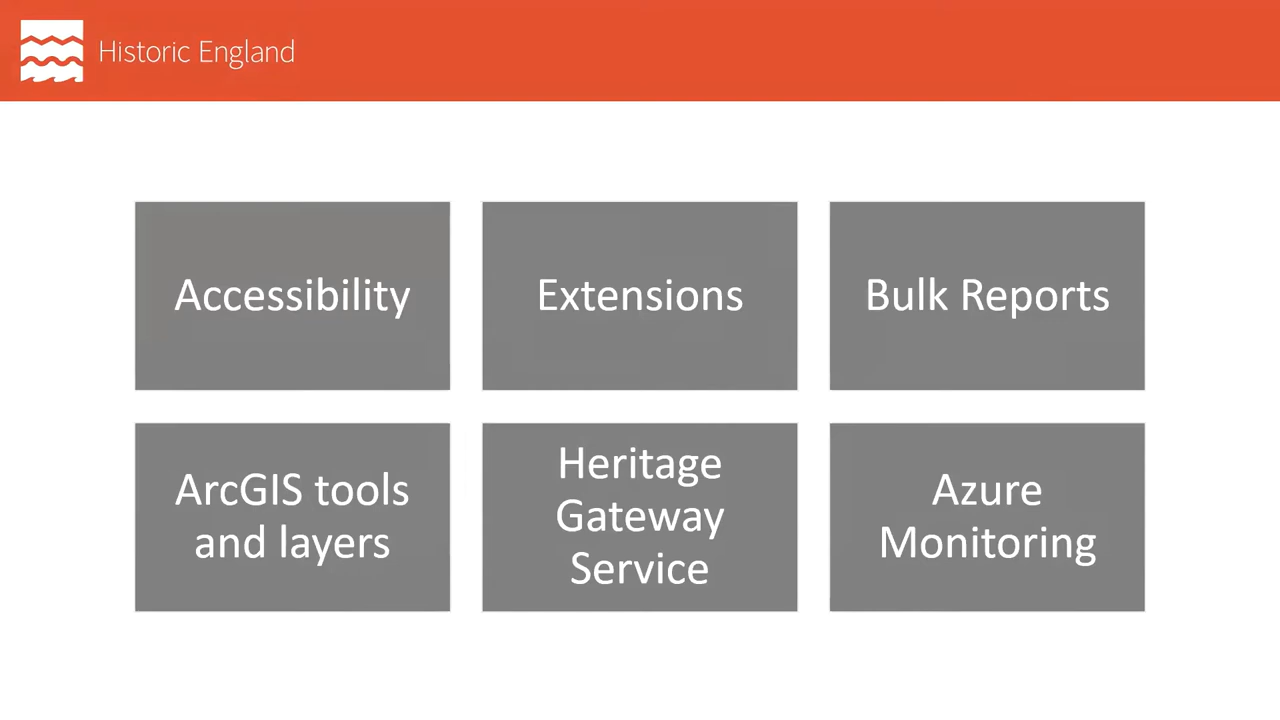 Historic England
Accessibility
Extensions
Bulk Reports
ArcGIS tools
and layers
Heritage
Gateway
Service
Azure
Monitoring